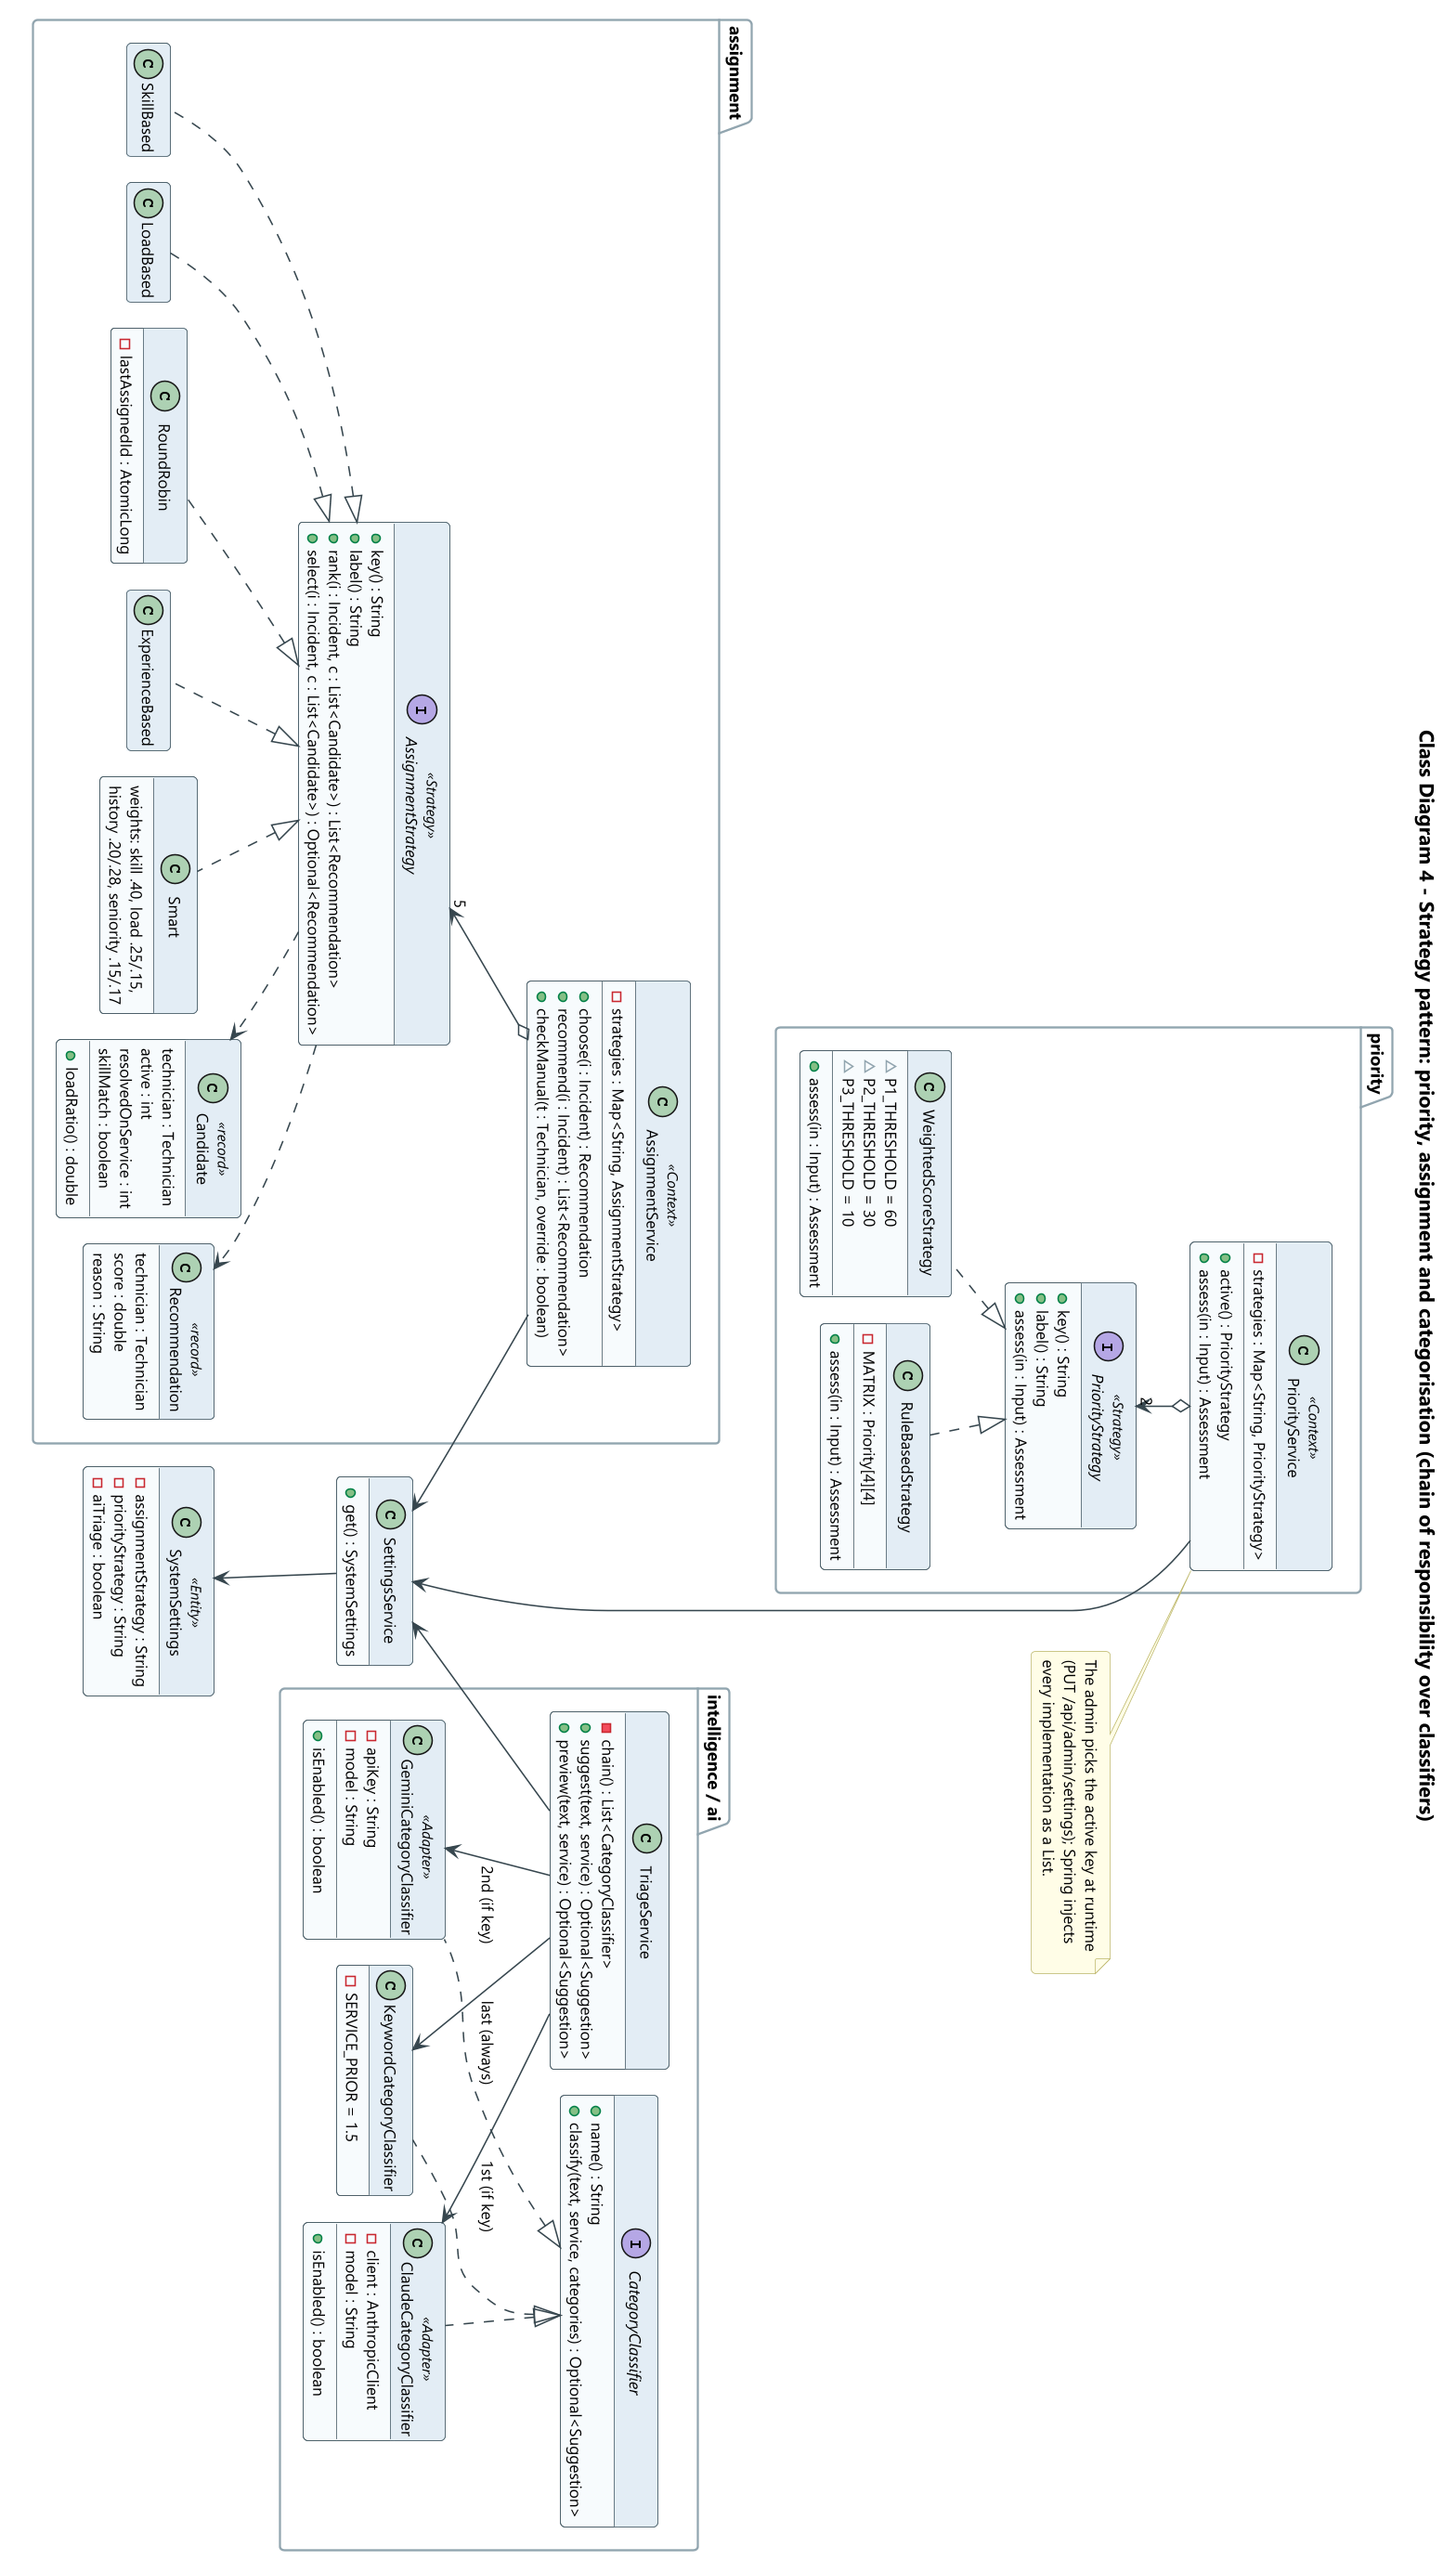 Class Diagram 4 - Strategy pattern: priority, assignment and categorisation (chain of responsibility over classifiers)
priority
C
«Context»
PriorityService
strategies : Map<String, PriorityStrategy>
active() : PriorityStrategy
assess(in : Input) : Assessment
2
I
«Strategy»
PriorityStrategy
key() : String
label() : String
assess(in : Input) : Assessment
C
WeightedScoreStrategy
P1_THRESHOLD = 60
P2_THRESHOLD = 30
P3_THRESHOLD = 10
assess(in : Input) : Assessment
C
RuleBasedStrategy
MATRIX : Priority[4][4]
assess(in : Input) : Assessment
The admin picks the active key at runtime
(PUT /api/admin/settings); Spring injects
every implementation as a List.
assignment
C
«Context»
AssignmentService
strategies : Map<String, AssignmentStrategy>
choose(i : Incident) : Recommendation
recommend(i : Incident) : List<Recommendation>
checkManual(t : Technician, override : boolean)
5
I
«Strategy»
AssignmentStrategy
key() : String
label() : String
rank(i : Incident, c : List<Candidate>) : List<Recommendation>
select(i : Incident, c : List<Candidate>) : Optional<Recommendation>
C
SkillBased
C
LoadBased
C
RoundRobin
lastAssignedId : AtomicLong
C
ExperienceBased
C
Smart
weights: skill .40, load .25/.15,
history .20/.28, seniority .15/.17
C
«record»
Candidate
technician : Technician
active : int
resolvedOnService : int
skillMatch : boolean
loadRatio() : double
C
«record»
Recommendation
technician : Technician
score : double
reason : String
C
SettingsService
get() : SystemSettings
C
«Entity»
SystemSettings
assignmentStrategy : String
priorityStrategy : String
aiTriage : boolean
intelligence / ai
C
TriageService
chain() : List<CategoryClassifier>
suggest(text, service) : Optional<Suggestion>
preview(text, service) : Optional<Suggestion>
I
CategoryClassifier
name() : String
classify(text, service, categories) : Optional<Suggestion>
2nd (if key)
last (always)
1st (if key)
C
«Adapter»
GeminiCategoryClassifier
apiKey : String
model : String
isEnabled() : boolean
C
KeywordCategoryClassifier
SERVICE_PRIOR = 1.5
C
«Adapter»
ClaudeCategoryClassifier
client : AnthropicClient
model : String
isEnabled() : boolean